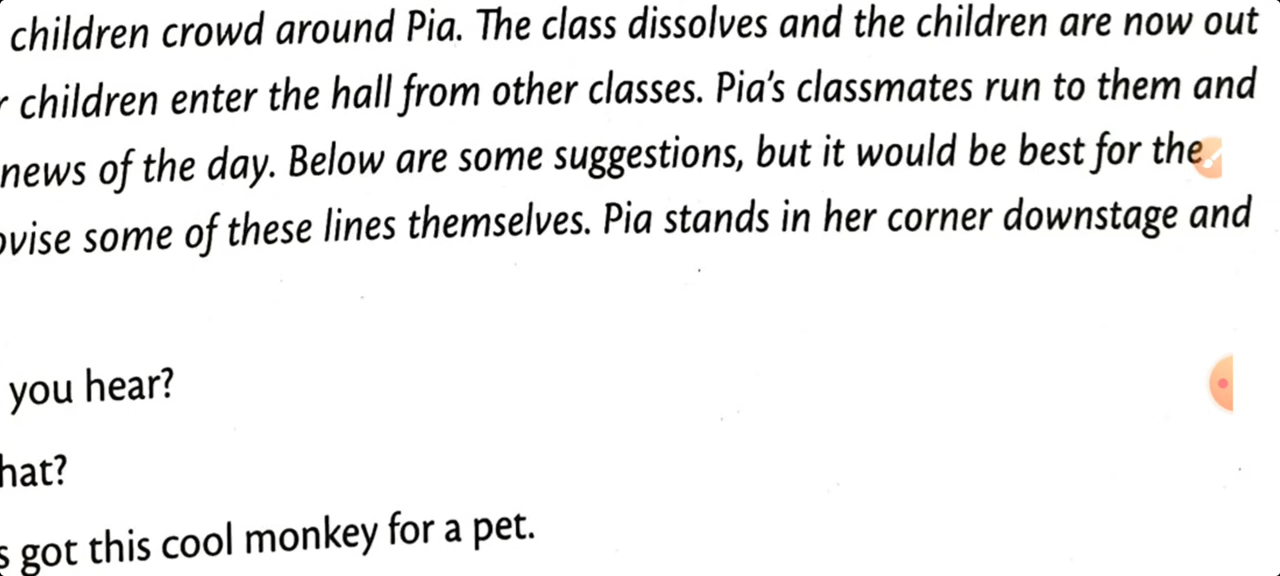 children crowd around Pia. The class dissolves and the children are now out
children enter the hall from other classes. Pia's classmates run to them and
news of the day. Below are some suggestions, but it would be best for the
some of these lines themselves. Pia stands in her corner downstage and
you hear?
got this cool monkey for a pet.